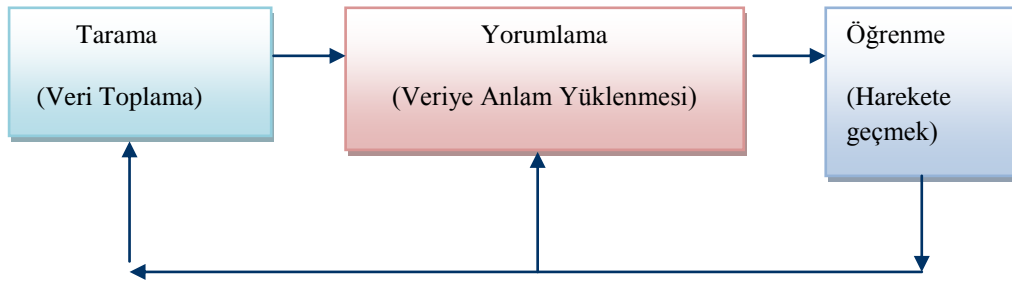 Tarama
(Veri Toplama)
Yorumlama
(Veriye Anlam Yüklenmesi)
Öğrenme
(Harekete
geçmek)